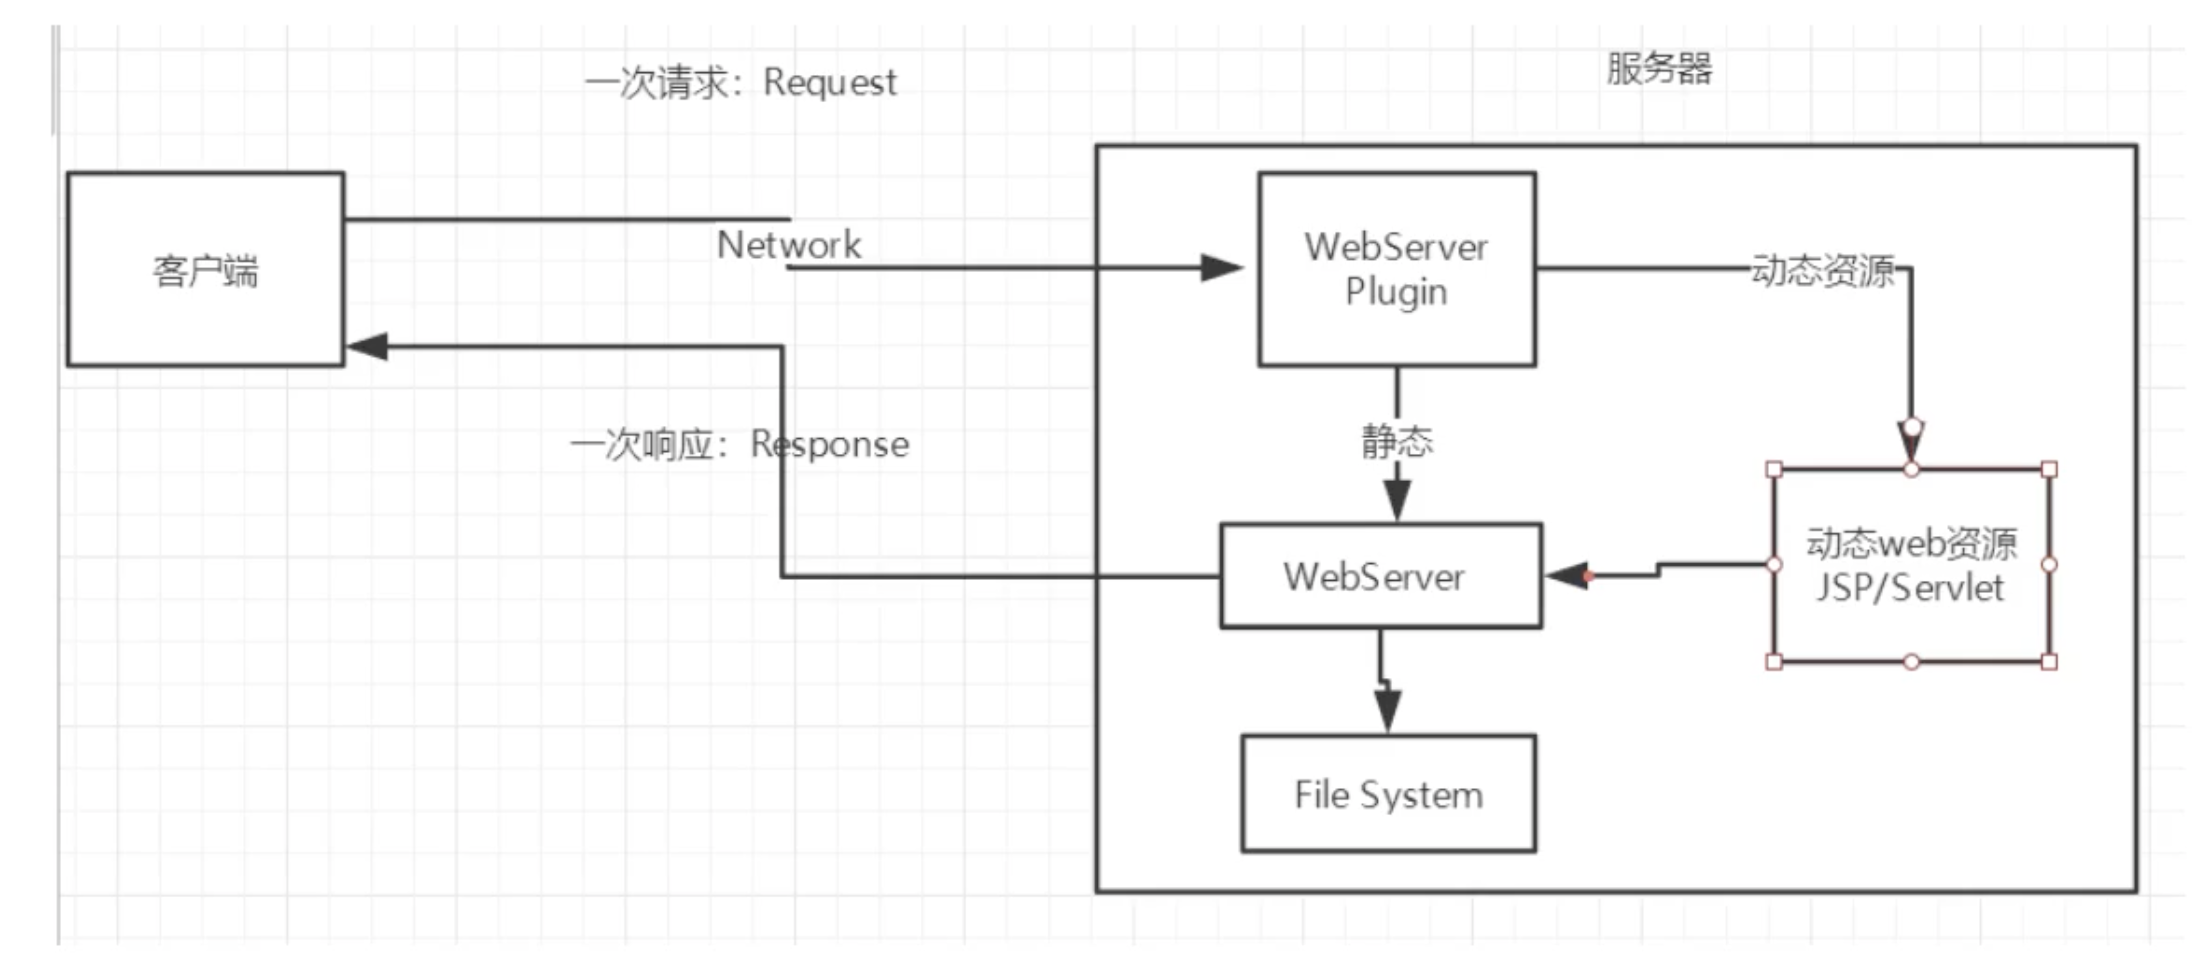 一次请求：Request
服务器
客户端
Network
WebServer
Plugin
动态资源
一次响应：Response
静态
动态web资源
JSP/Servlet
WebServer
File System